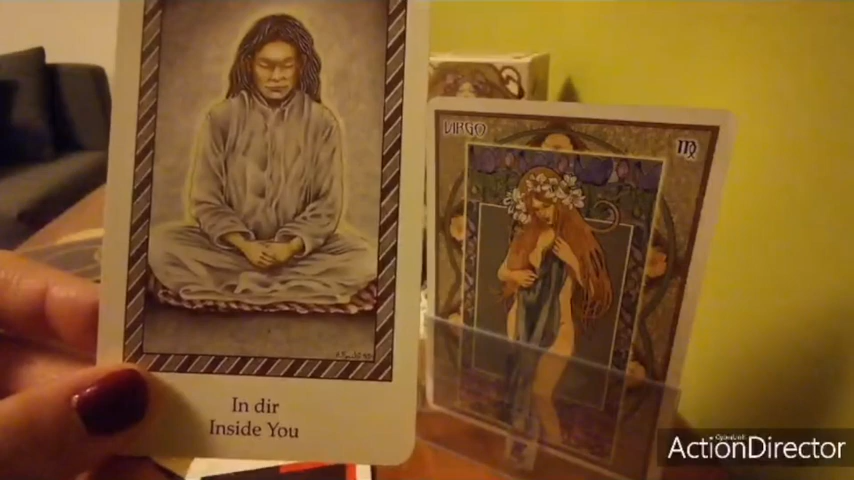 In dir
Inside You
VIRGO
♍
ActionDirector